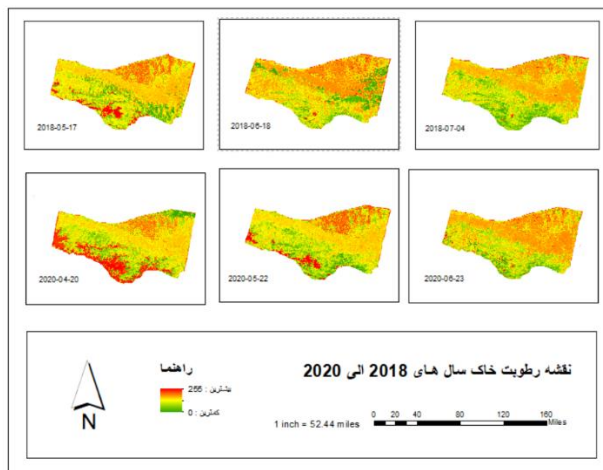 2018-05-17
2018-06-18
2018-07-04
2020-04-20
2020-05-22
2020-06-23
نقشه رطوبت خاک سال های 2018 الی 2020
راهنما
بیشترین : 255
کمترین : 0
N
1 inch = 52.44 miles
0 10 20 40 80 120 160
Miles